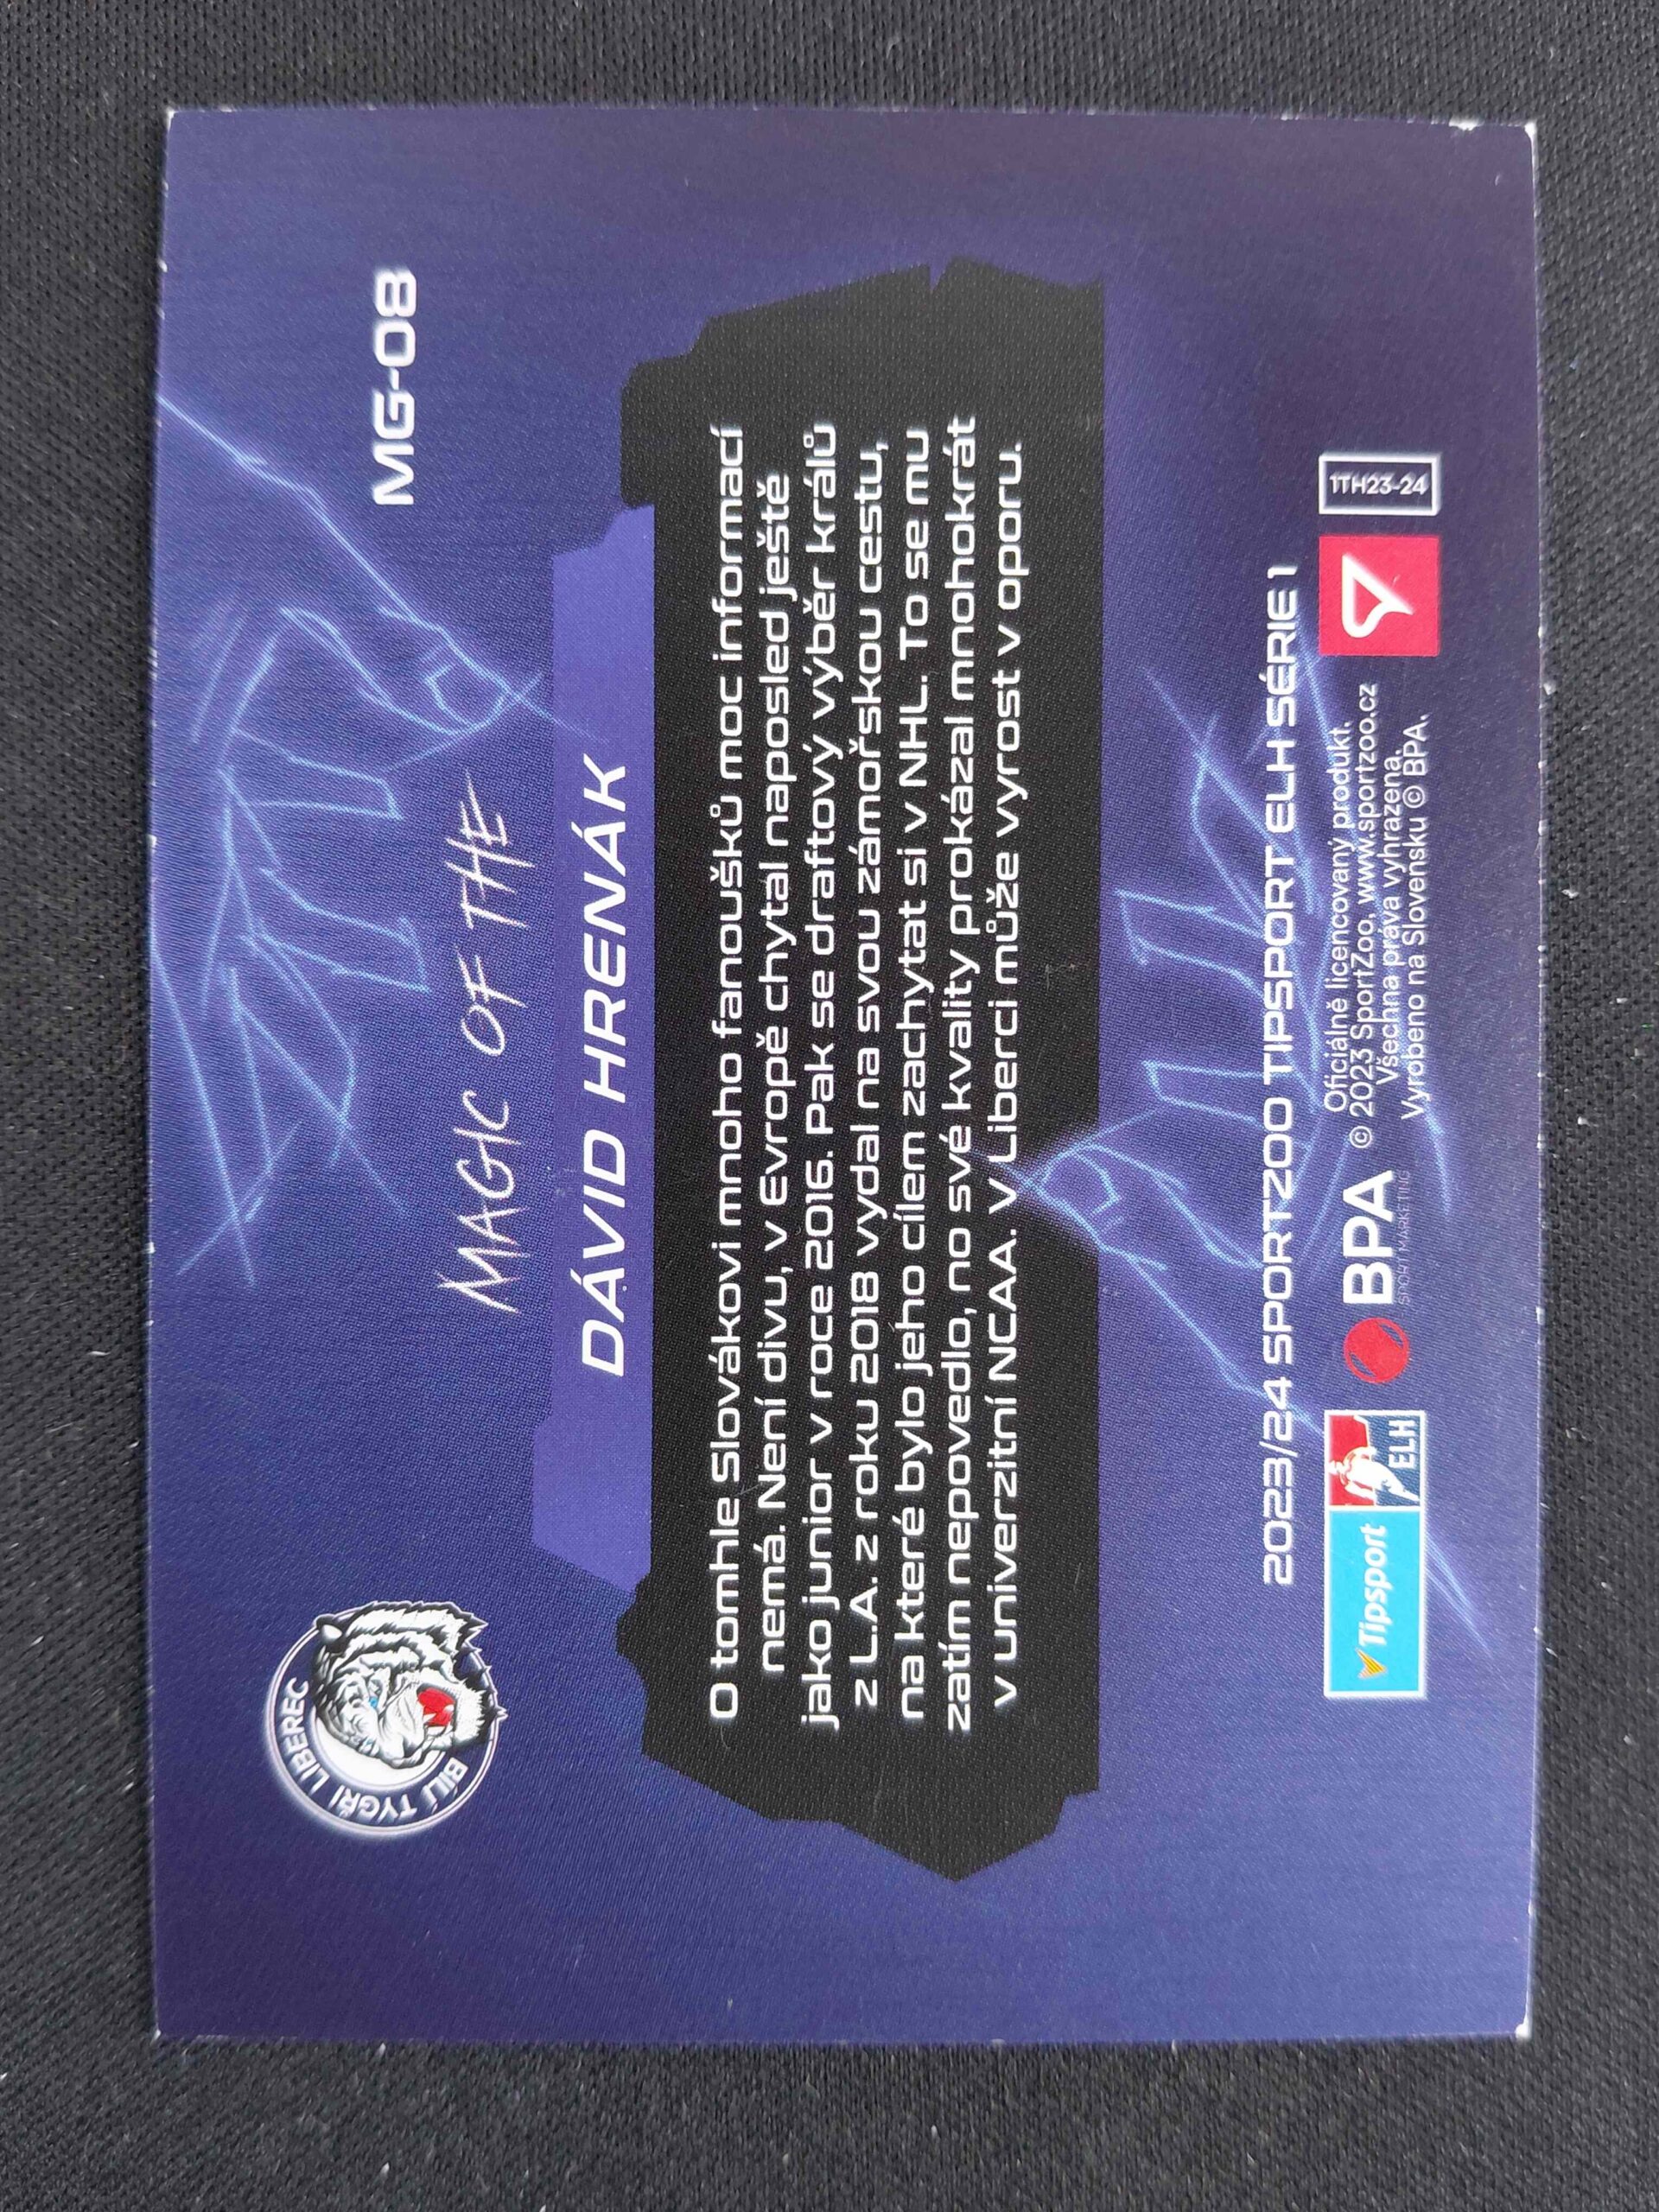 BÍLÍ TYGŘI LIBEREC
MG-08
MAGIC OF THE
DÁVID HRENÁK
O tomhle Slovákovi mnoho fanoušků moc informací
nemá. Není divu, v Evropě chytal naposled ještě
jako junior v roce 2016. Pak se draftový výběr králů
z L.A. z roku 2018 vydal na svou zámořskou cestu,
na které bylo jeho cílem zachytat si v NHL. To se mu
zatím nepovedlo, no své kvality prokázal mnohokrát
v univerzitní NCAA. V Liberci může vyrost v oporu.
2023/24 SPORTZOO TIPSPORT ELH SÉRIE 1
Tipsport
ELH
BPA
SPORT MARKETING
Oficiálně licencovaný produkt.
© 2023 SportZoo, www.sportzoo.cz
Všechna práva vyhrazena.
Vyrobeno na Slovensku © BPA.
1TH23-24